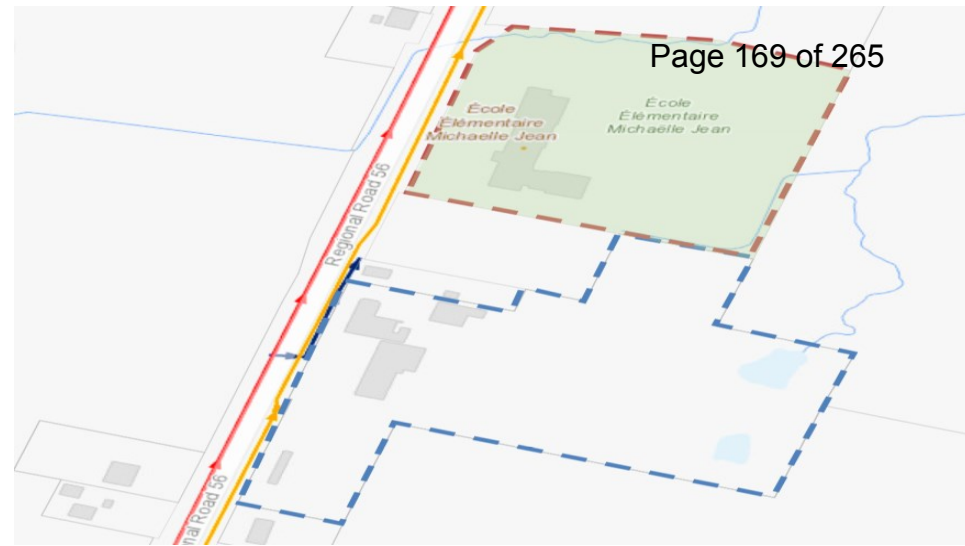 Page 169 of 265
École
Élémentaire
Michaëlle Jean
École
Élémentaire
Michaëlle Jean
Regional Road 56
nal Road 56